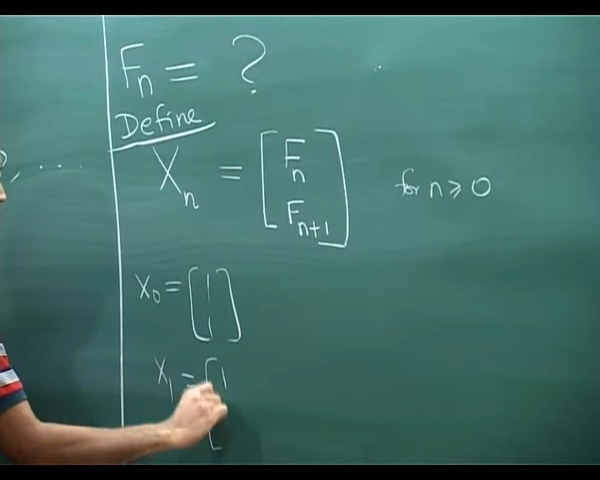 Fₙ = ?
Define
, ....
Xₙ = [Fₙ Fₙ₊₁] for n ≥ 0
X₀ = [1 1]
X₁ = [1